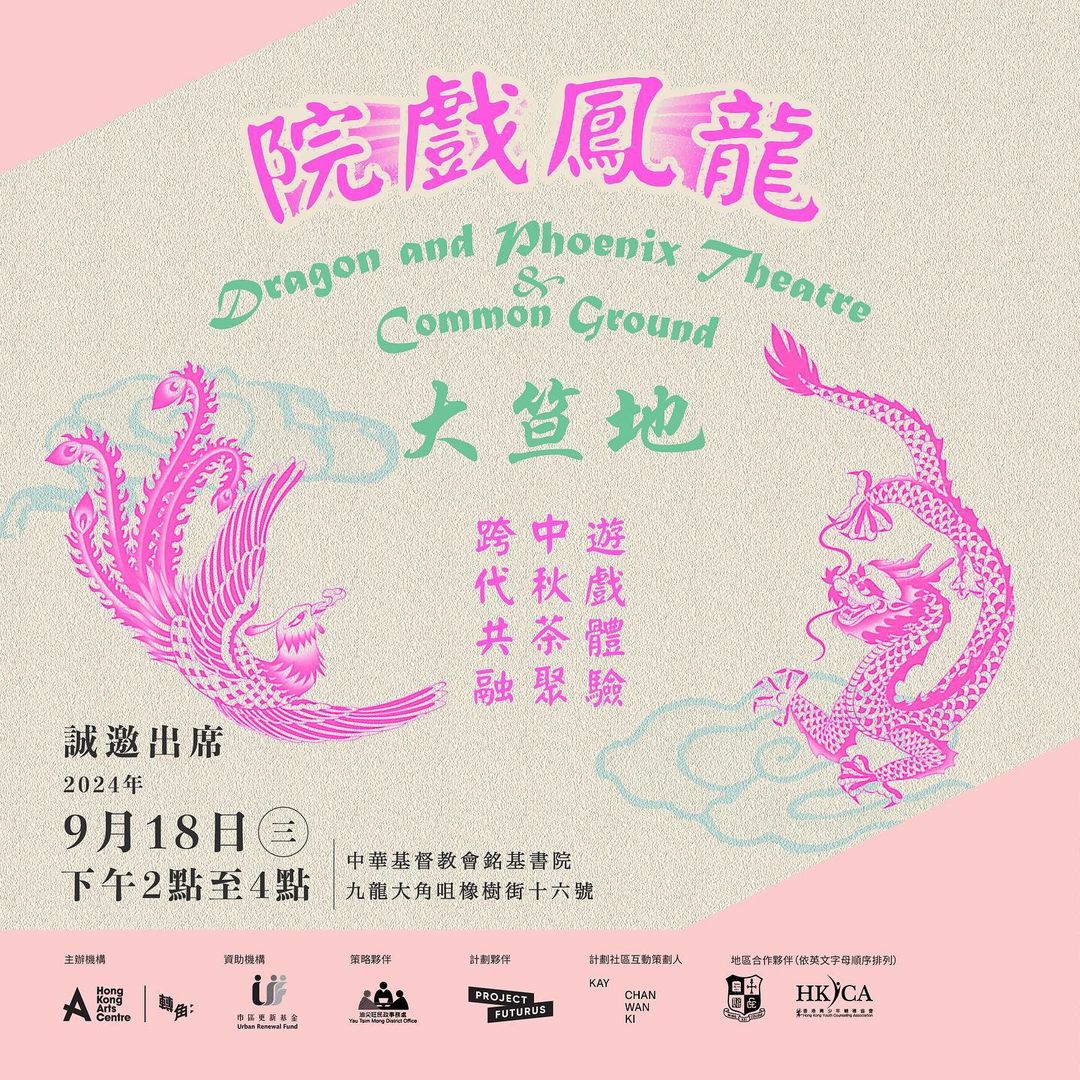 龍鳳戲院
Dragon and Phoenix Theatre
&
Common Ground
大笪地
遊戲體驗
中秋茶聚
跨代共融
誠邀出席
2024年
9月18日㊂
下午2點至4點
中華基督教會銘基書院
九龍大角咀橡樹街十六號
主辦機構
Hong
Kong
Arts
Centre
轉角
資助機構
市區更新基金
Urban Renewal Fund
策略夥伴
油尖旺民政事務處
Yau Tsim Mong District Office
計劃夥伴
PROJECT
FUTURUS
計劃社區互動策劃人
KAY
CHAN
WAN
KI
地區合作夥伴(依英文字母順序排列)
HKYCA
香港青少年輔導協會
Hong Kong Youth Counselling Association